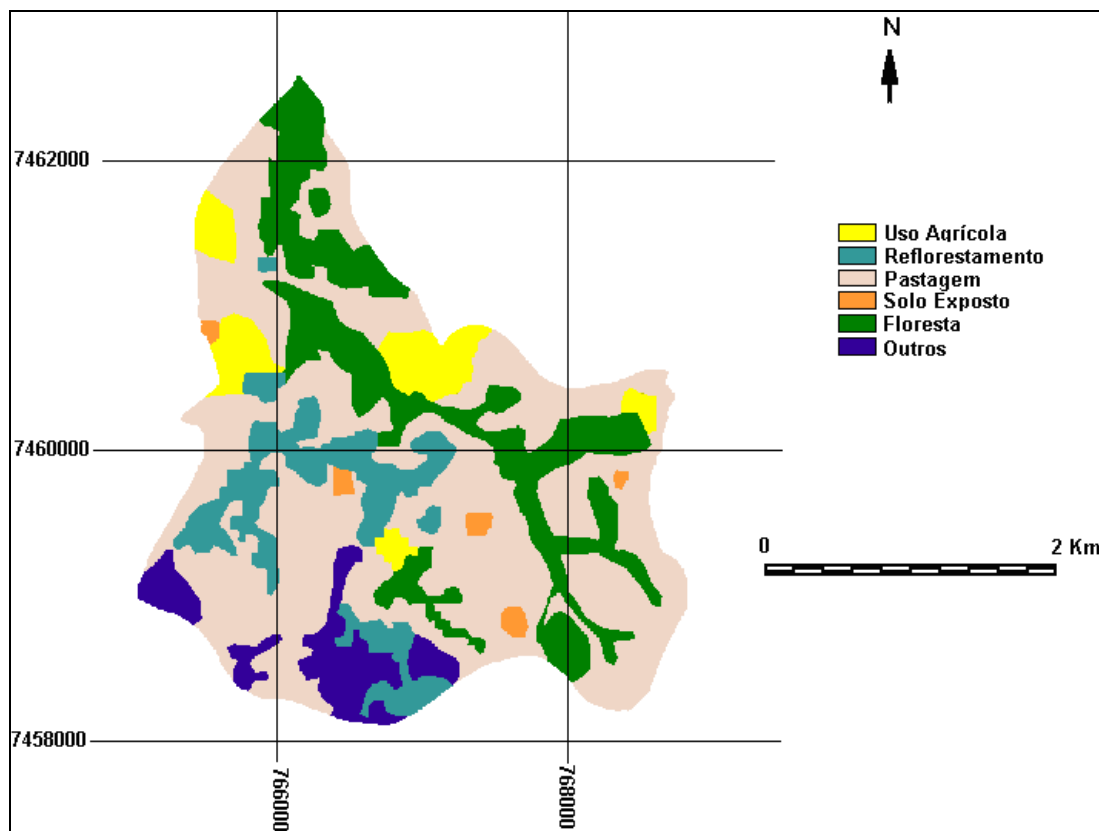 N
7462000
Uso Agrícola
Reflorestamento
Pastagem
Solo Exposto
Floresta
Outros
7460000
0 2 Km
7458000
766000
768000